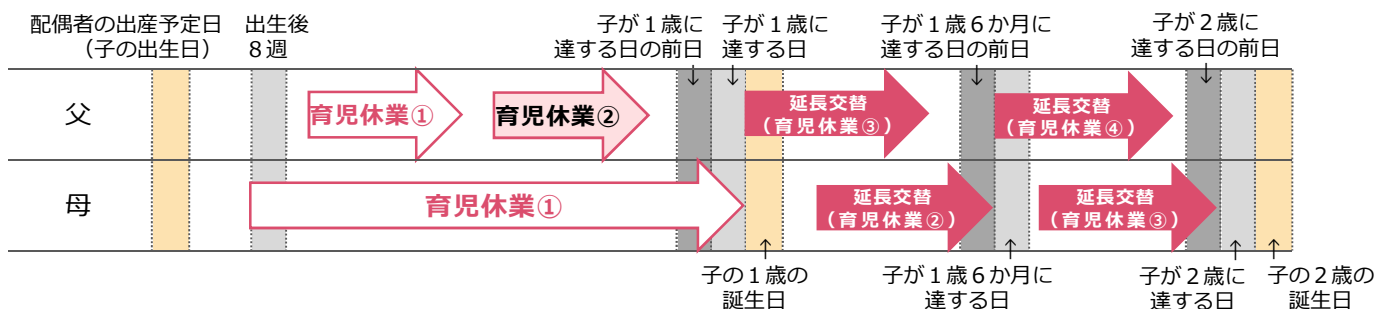 配偶者の出産予定日
（子の出生日）
出生後
８週
子が１歳に
達する日の前日
子が１歳に
達する日
子が１歳６か月に
達する日の前日
子が２歳に
達する日の前日
父
育児休業①
育児休業②
延長交替
（育児休業③）
延長交替
（育児休業④）
母
育児休業①
延長交替
（育児休業②）
延長交替
（育児休業③）
子の１歳の
誕生日
子が１歳６か月に
達する日
子が２歳に
達する日
子の２歳の
誕生日